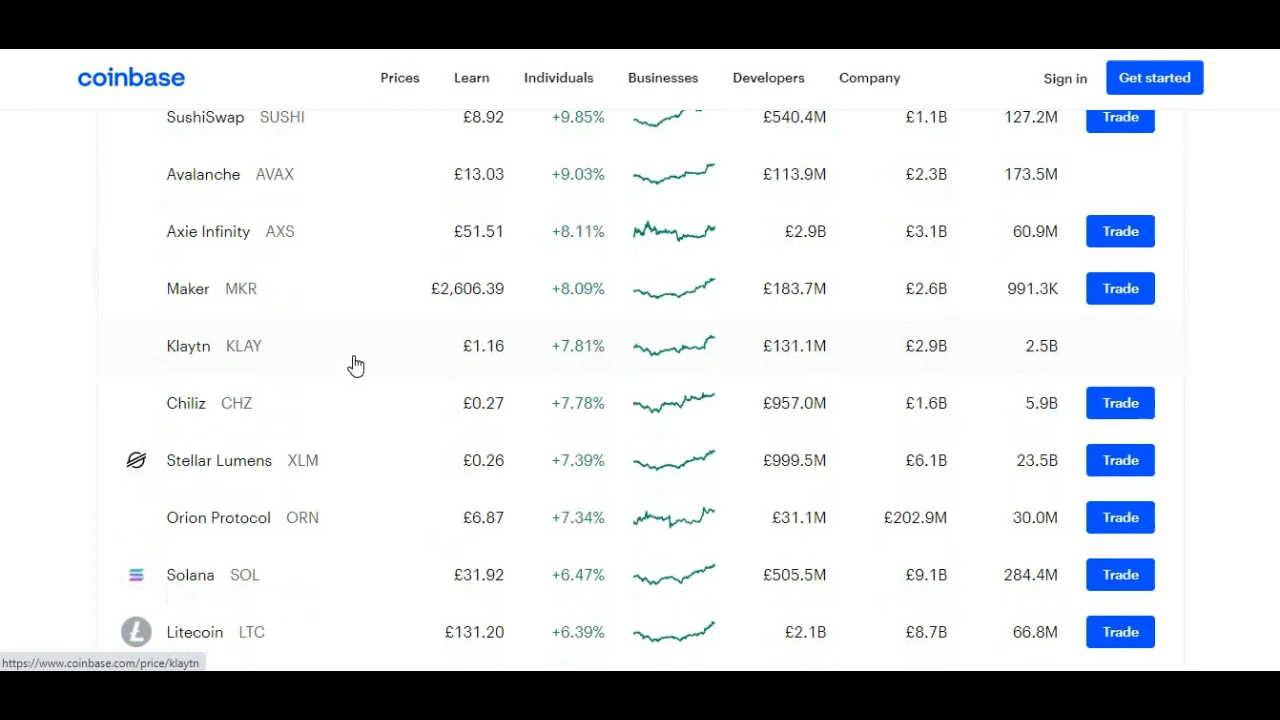 coinbase Prices Learn Individuals Businesses Developers Company Sign in Get started
SushiSwap SUSHI £8.92 +9.85% £540.4M £1.1B 127.2M Trade
Avalanche AVAX £13.03 +9.03% £113.9M £2.3B 173.5M
Axie Infinity AXS £51.51 +8.11% £2.9B £3.1B 60.9M Trade
Maker MKR £2,606.39 +8.09% £183.7M £2.6B 991.3K Trade
Klaytn KLAY £1.16 +7.81% £131.1M £2.9B 2.5B
Chiliz CHZ £0.27 +7.78% £957.0M £1.6B 5.9B Trade
Stellar Lumens XLM £0.26 +7.39% £999.5M £6.1B 23.5B Trade
Orion Protocol ORN £6.87 +7.34% £31.1M £202.9M 30.0M Trade
Solana SOL £31.92 +6.47% £505.5M £9.1B 284.4M Trade
Litecoin LTC £131.20 +6.39% £2.1B £8.7B 66.8M Trade
https://www.coinbase.com/price/klaytn